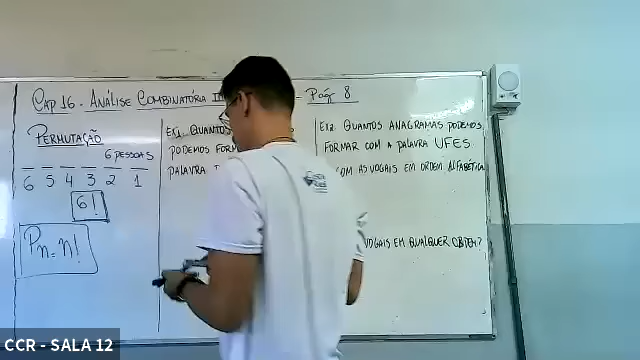 CAP 16. ANÁLISE COMBINATÓRIA
PÁG 8
PERMUTAÇÃO
6 PESSOAS
6 5 4 3 2 1
6!
Pn = n!
EX1. QUANTOS
PODEMOS
PALAVRA
EX2. QUANTOS ANAGRAMAS PODEMOS
FORMAR COM A PALAVRA UFES.
COM AS VOGAIS EM ORDEM ALFABÉTICA
VOGAIS EM QUALQUER ORDEM?
CCR - SALA 12